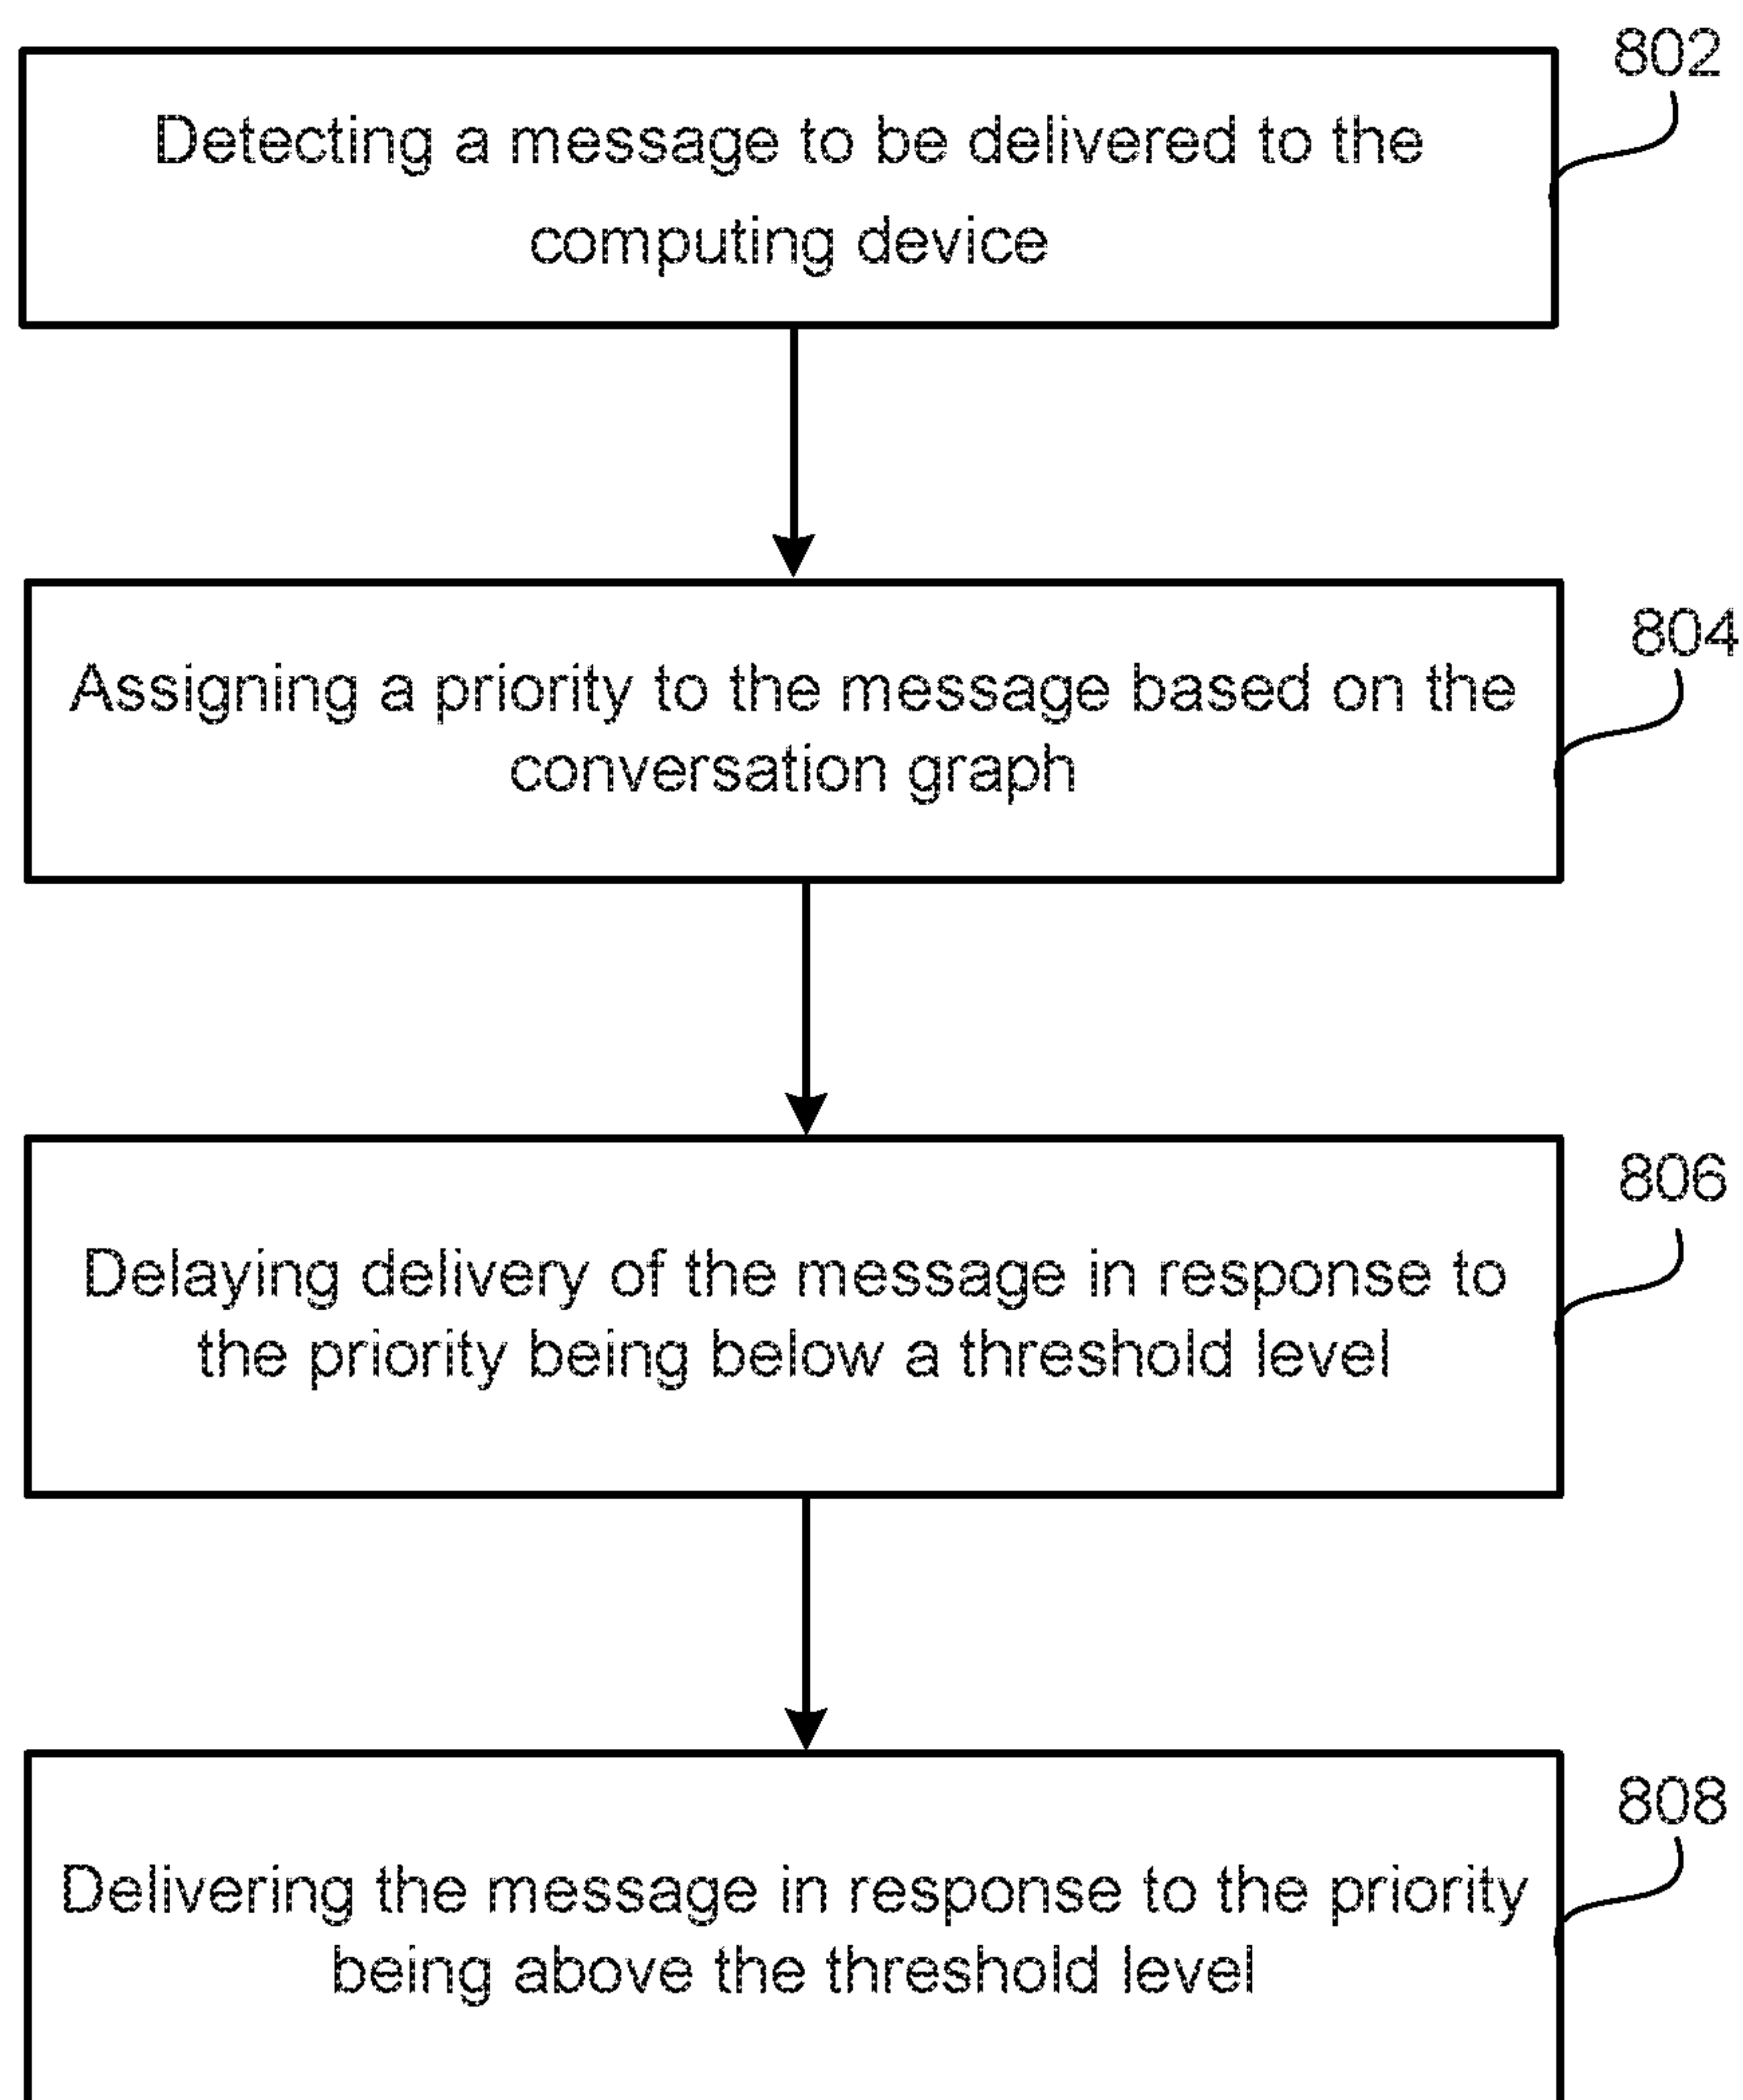 802
Detecting a message to be delivered to the
computing device
804
Assigning a priority to the message based on the
conversation graph
806
Delaying delivery of the message in response to
the priority being below a threshold level
808
Delivering the message in response to the priority
being above the threshold level